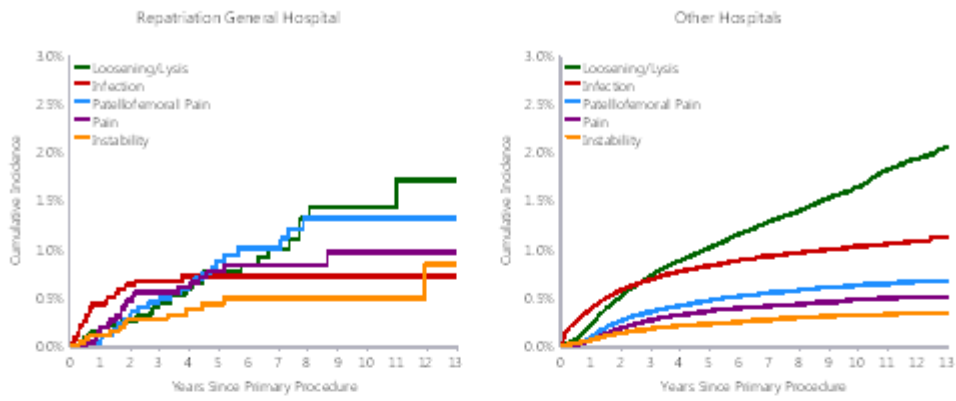 Repatriation General Hospital
3.0%
2.5%
2.0%
1.5%
1.0%
0.5%
0.0%
Cumulative Incidence
Loosening/Lysis
Infection
Patellofemoral Pain
Pain
Instability
0 1 2 3 4 5 6 7 8 9 10 11 12 13
Years Since Primary Procedure
Other Hospitals
3.0%
2.5%
2.0%
1.5%
1.0%
0.5%
0.0%
Cumulative Incidence
Loosening/Lysis
Infection
Patellofemoral Pain
Pain
Instability
0 1 2 3 4 5 6 7 8 9 10 11 12 13
Years Since Primary Procedure